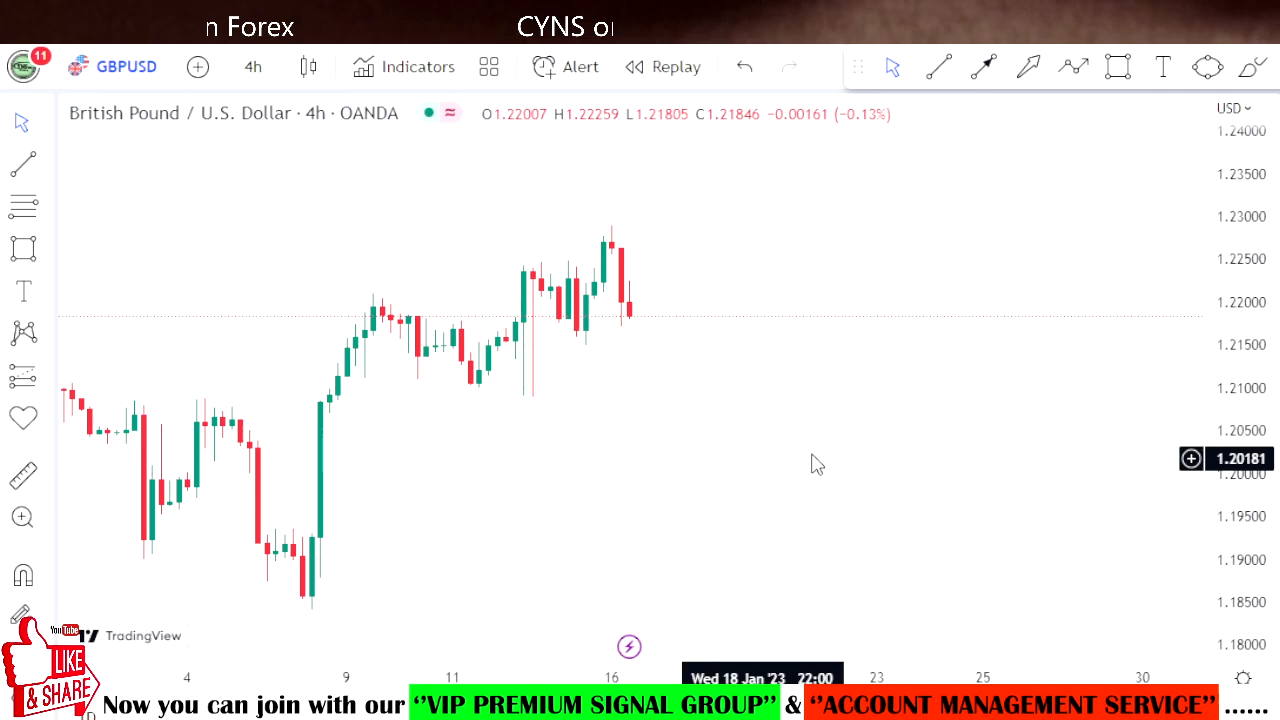 n Forex CYNS or
11 GBPUSD 4h Indicators Alert Replay
British Pound / U.S. Dollar · 4h · OANDA O1.22007 H1.22259 L1.21805 C1.21846 −0.00161 (−0.13%)
USD
1.24000
1.23500
1.23000
1.22500
1.22000
1.21500
1.21000
1.20500
1.20181
1.20000
1.19500
1.19000
1.18500
1.18000
TradingView
4 9 11 16 Wed 18 Jan '23 22:00 23 25 30
YouTube
LIKE
& SHARE
Now you can join with our ‘’VIP PREMIUM SIGNAL GROUP’’ & ‘’ACCOUNT MANAGEMENT SERVICE’’ ......